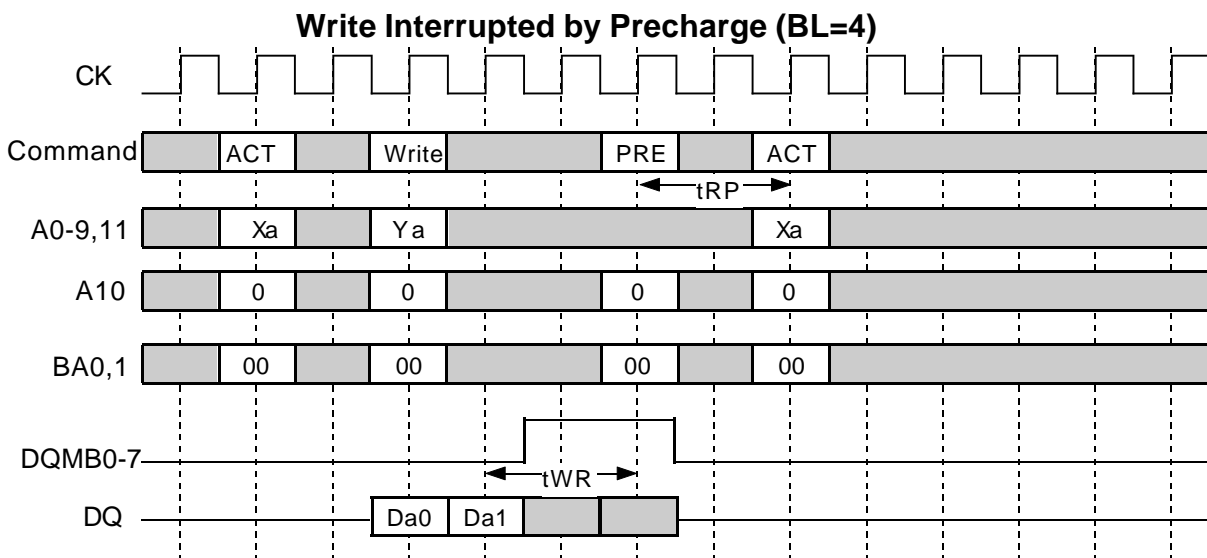 Write Interrupted by Precharge (BL=4)
CK
Command ACT Write PRE ACT
tRP
A0-9,11 Xa Ya Xa
A10 0 0 0 0
BA0,1 00 00 00 00
DQMB0-7
tWR
DQ Da0 Da1